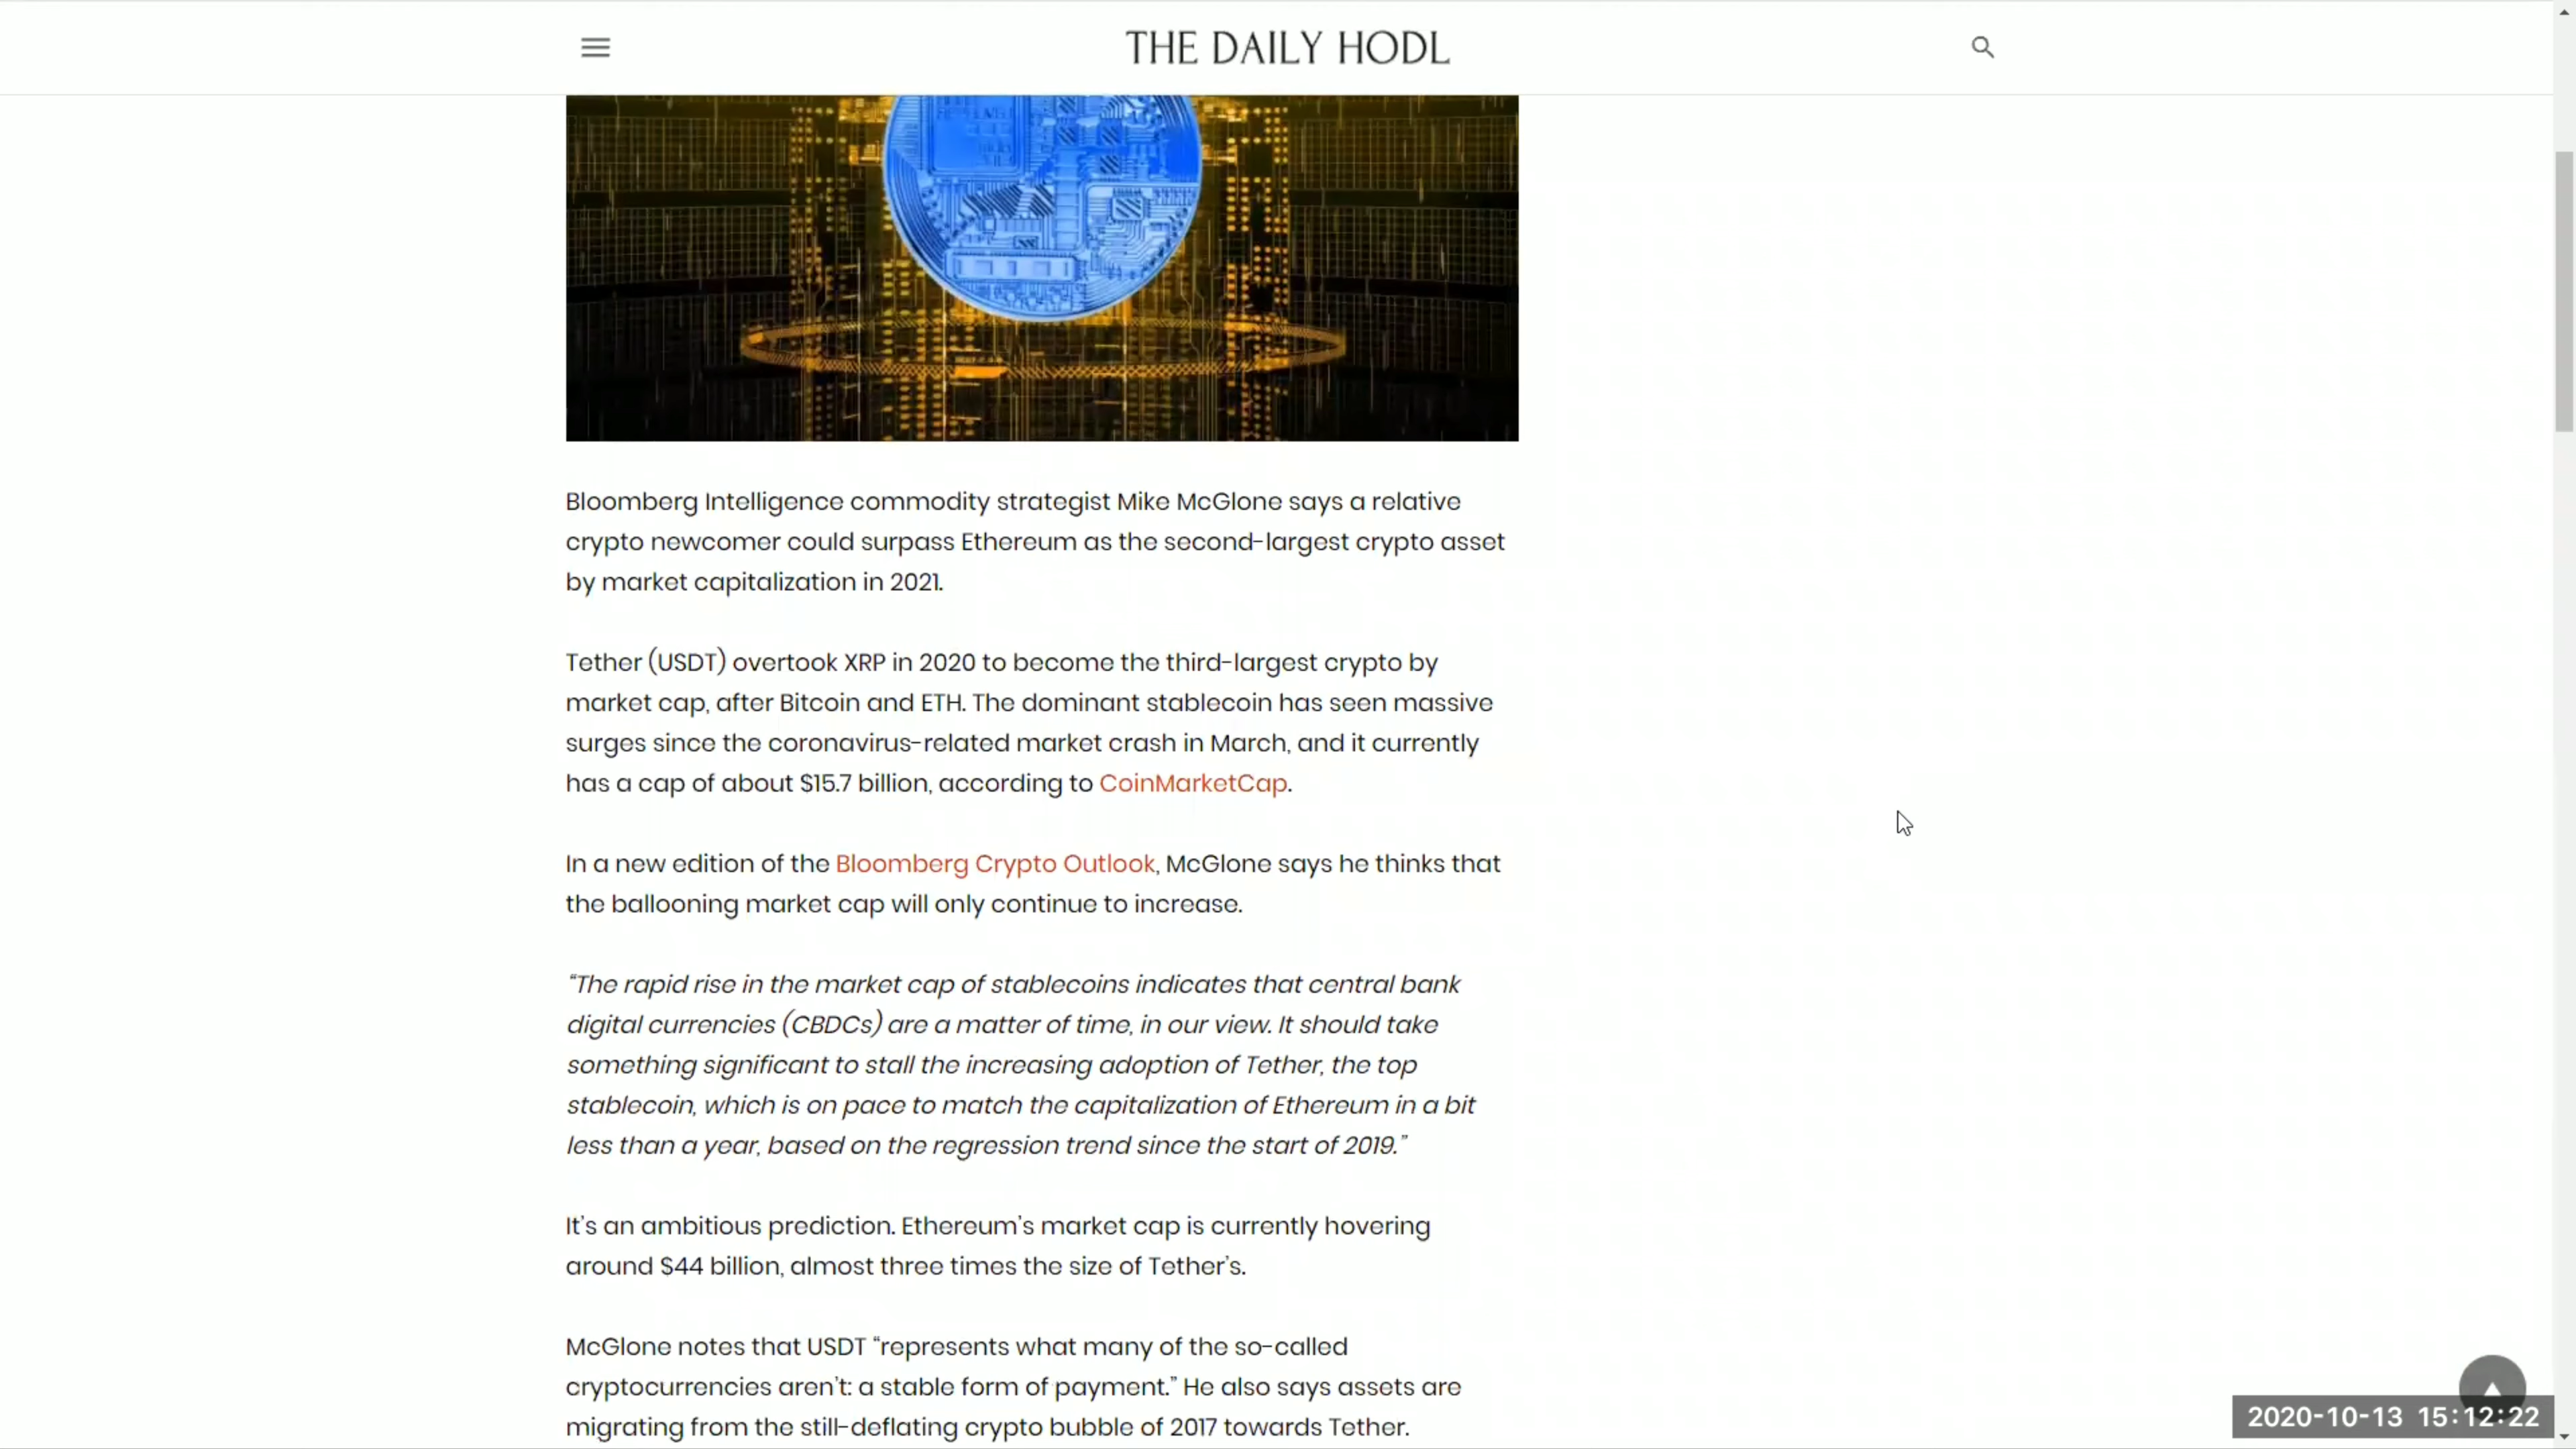 THE DAILY HODL
Bloomberg Intelligence commodity strategist Mike McGlone says a relative
crypto newcomer could surpass Ethereum as the second-largest crypto asset
by market capitalization in 2021.
Tether (USDT) overtook XRP in 2020 to become the third-largest crypto by
market cap, after Bitcoin and ETH. The dominant stablecoin has seen massive
surges since the coronavirus-related market crash in March, and it currently
has a cap of about $15.7 billion, according to CoinMarketCap.
In a new edition of the Bloomberg Crypto Outlook, McGlone says he thinks that
the ballooning market cap will only continue to increase.
“The rapid rise in the market cap of stablecoins indicates that central bank
digital currencies (CBDCs) are a matter of time, in our view. It should take
something significant to stall the increasing adoption of Tether, the top
stablecoin, which is on pace to match the capitalization of Ethereum in a bit
less than a year, based on the regression trend since the start of 2019.”
It’s an ambitious prediction. Ethereum’s market cap is currently hovering
around $44 billion, almost three times the size of Tether’s.
McGlone notes that USDT “represents what many of the so-called
cryptocurrencies aren’t: a stable form of payment.” He also says assets are
migrating from the still-deflating crypto bubble of 2017 towards Tether.
2020-10-13 15:12:22